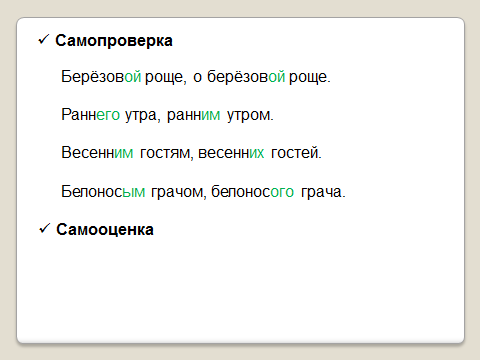 Самопроверка
Берёзовой роще, о берёзовой роще.
Раннего утра, ранним утром.
Весенним гостям, весенних гостей.
Белоносым грачом, белоносого грача.
Самооценка